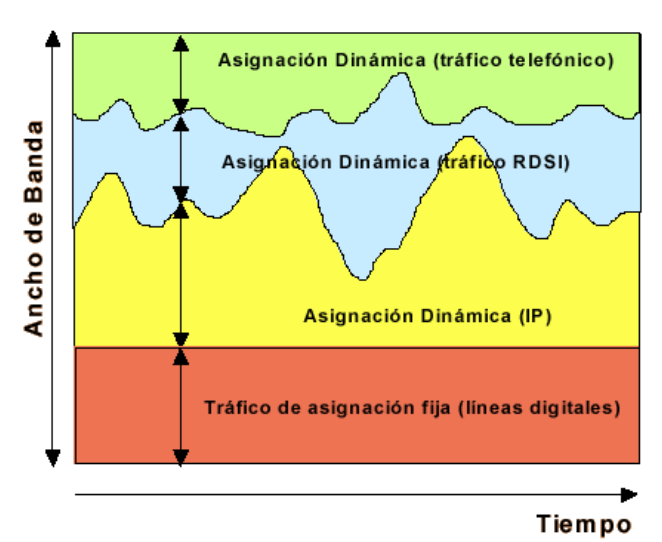 Asignación Dinámica (tráfico telefónico)
Asignación Dinámica (tráfico RDSI)
Ancho de Banda
Asignación Dinámica (IP)
Tráfico de asignación fija (líneas digitales)
Tiempo